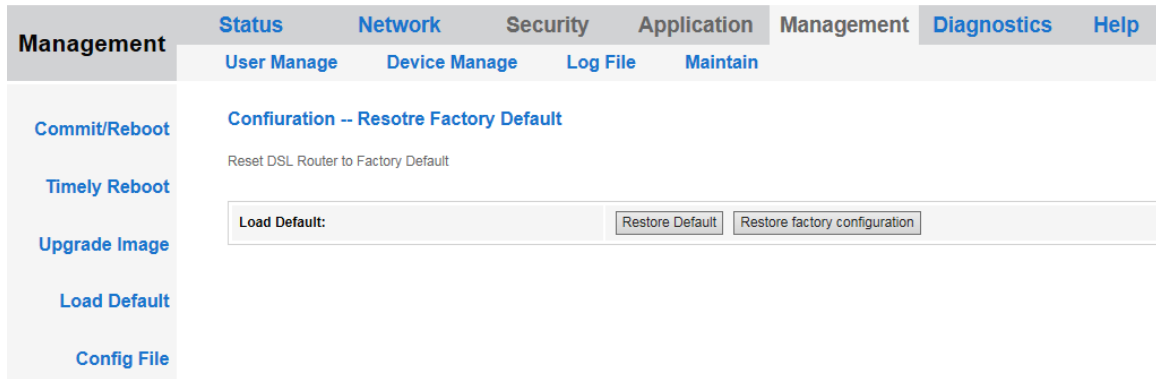 Management
Status Network Security Application Management Diagnostics Help
User Manage Device Manage Log File Maintain
Commit/Reboot
Timely Reboot
Upgrade Image
Load Default
Config File
Confiuration -- Resotre Factory Default
Reset DSL Router to Factory Default
Load Default: Restore Default Restore factory configuration